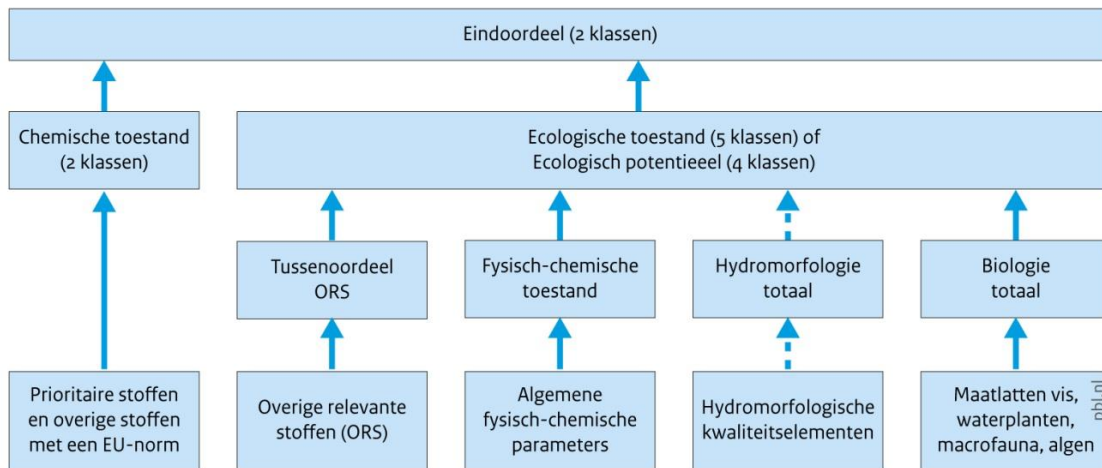 Eindoordeel (2 klassen)
Chemische toestand
(2 klassen)
Ecologische toestand (5 klassen) of
Ecologisch potentieeel (4 klassen)
Tussenoordeel
ORS
Fysisch-chemische
toestand
Hydromorfologie
totaal
Biologie
totaal
Prioritaire stoffen
en overige stoffen
met een EU-norm
Overige relevante
stoffen (ORS)
Algemene
fysisch-chemische
parameters
Hydromorfologische
kwaliteitselementen
Maatlatten vis,
waterplanten,
macrofauna, algen
pbl.nl